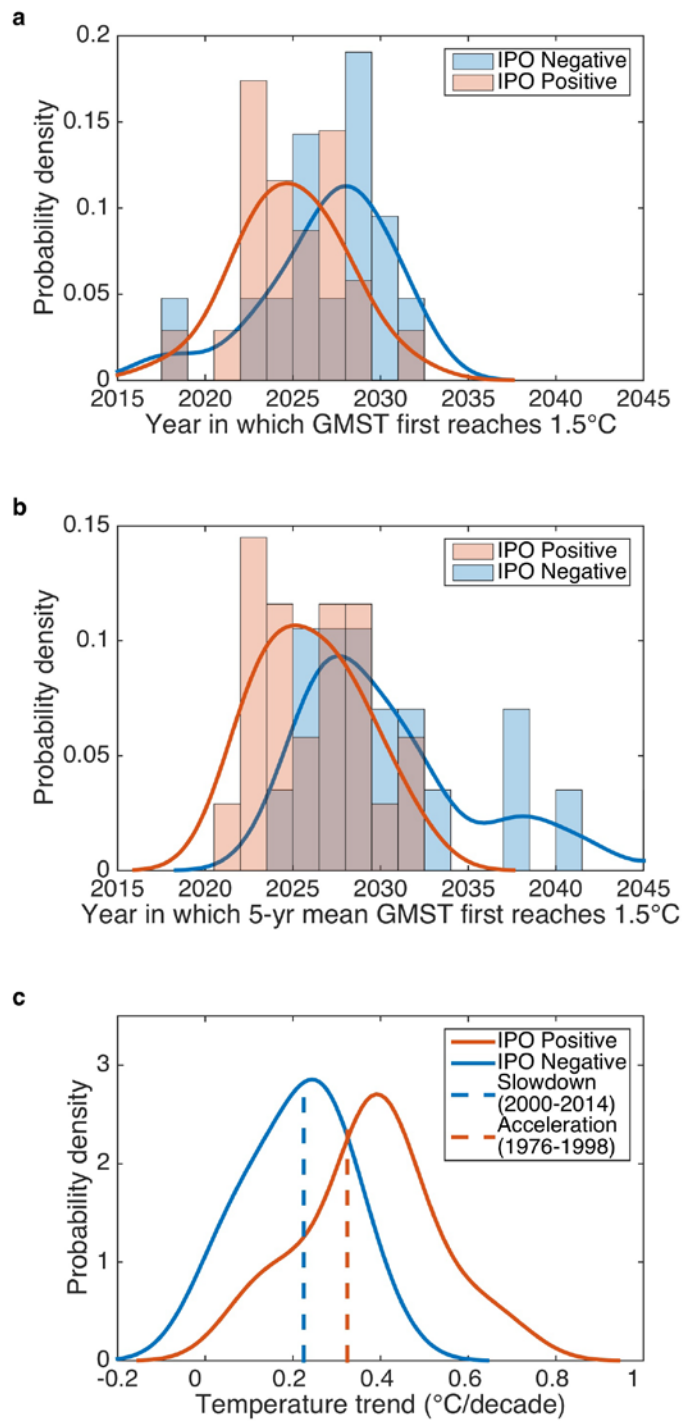 a
0.2
0.15
0.1
0.05
0
Probability density
IPO Negative
IPO Positive
2015 2020 2025 2030 2035 2040 2045
Year in which GMST first reaches 1.5°C
b
0.15
0.1
0.05
0
Probability density
IPO Positive
IPO Negative
2015 2020 2025 2030 2035 2040 2045
Year in which 5-yr mean GMST first reaches 1.5°C
c
3
2
1
0
Probability density
IPO Positive
IPO Negative
Slowdown
(2000-2014)
Acceleration
(1976-1998)
-0.2 0 0.2 0.4 0.6 0.8 1
Temperature trend (°C/decade)